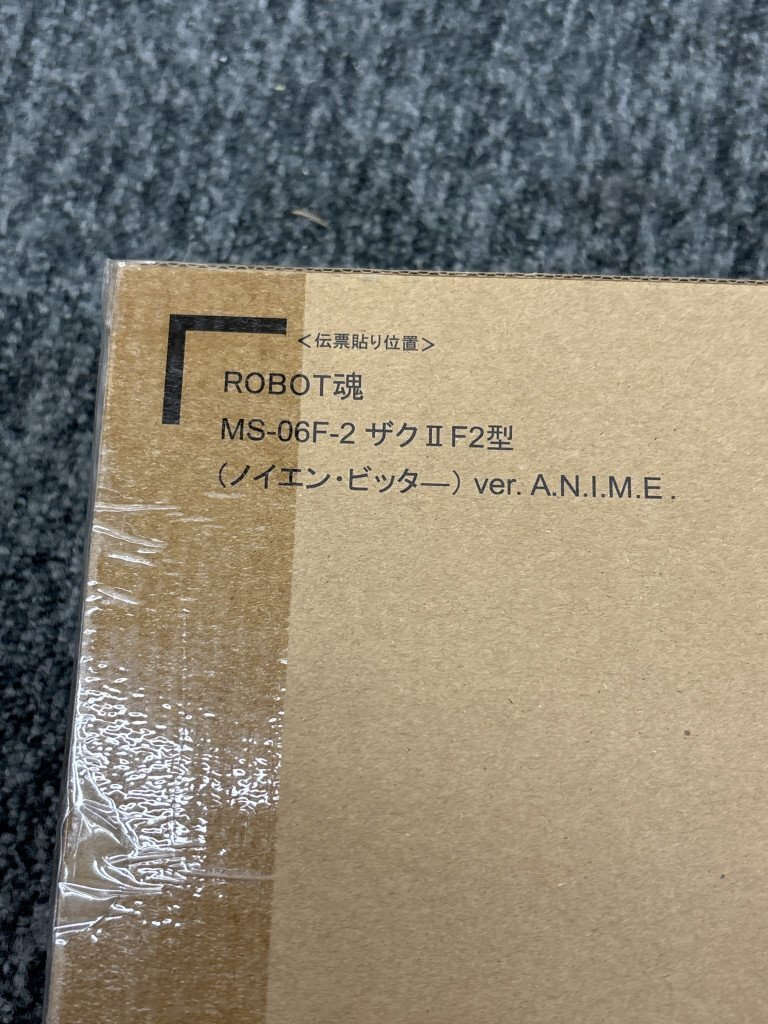 <伝票貼り位置>
ROBOT魂
MS-06F-2 ザクⅡF2型
(ノイエン・ビッター) ver. A.N.I.M.E.